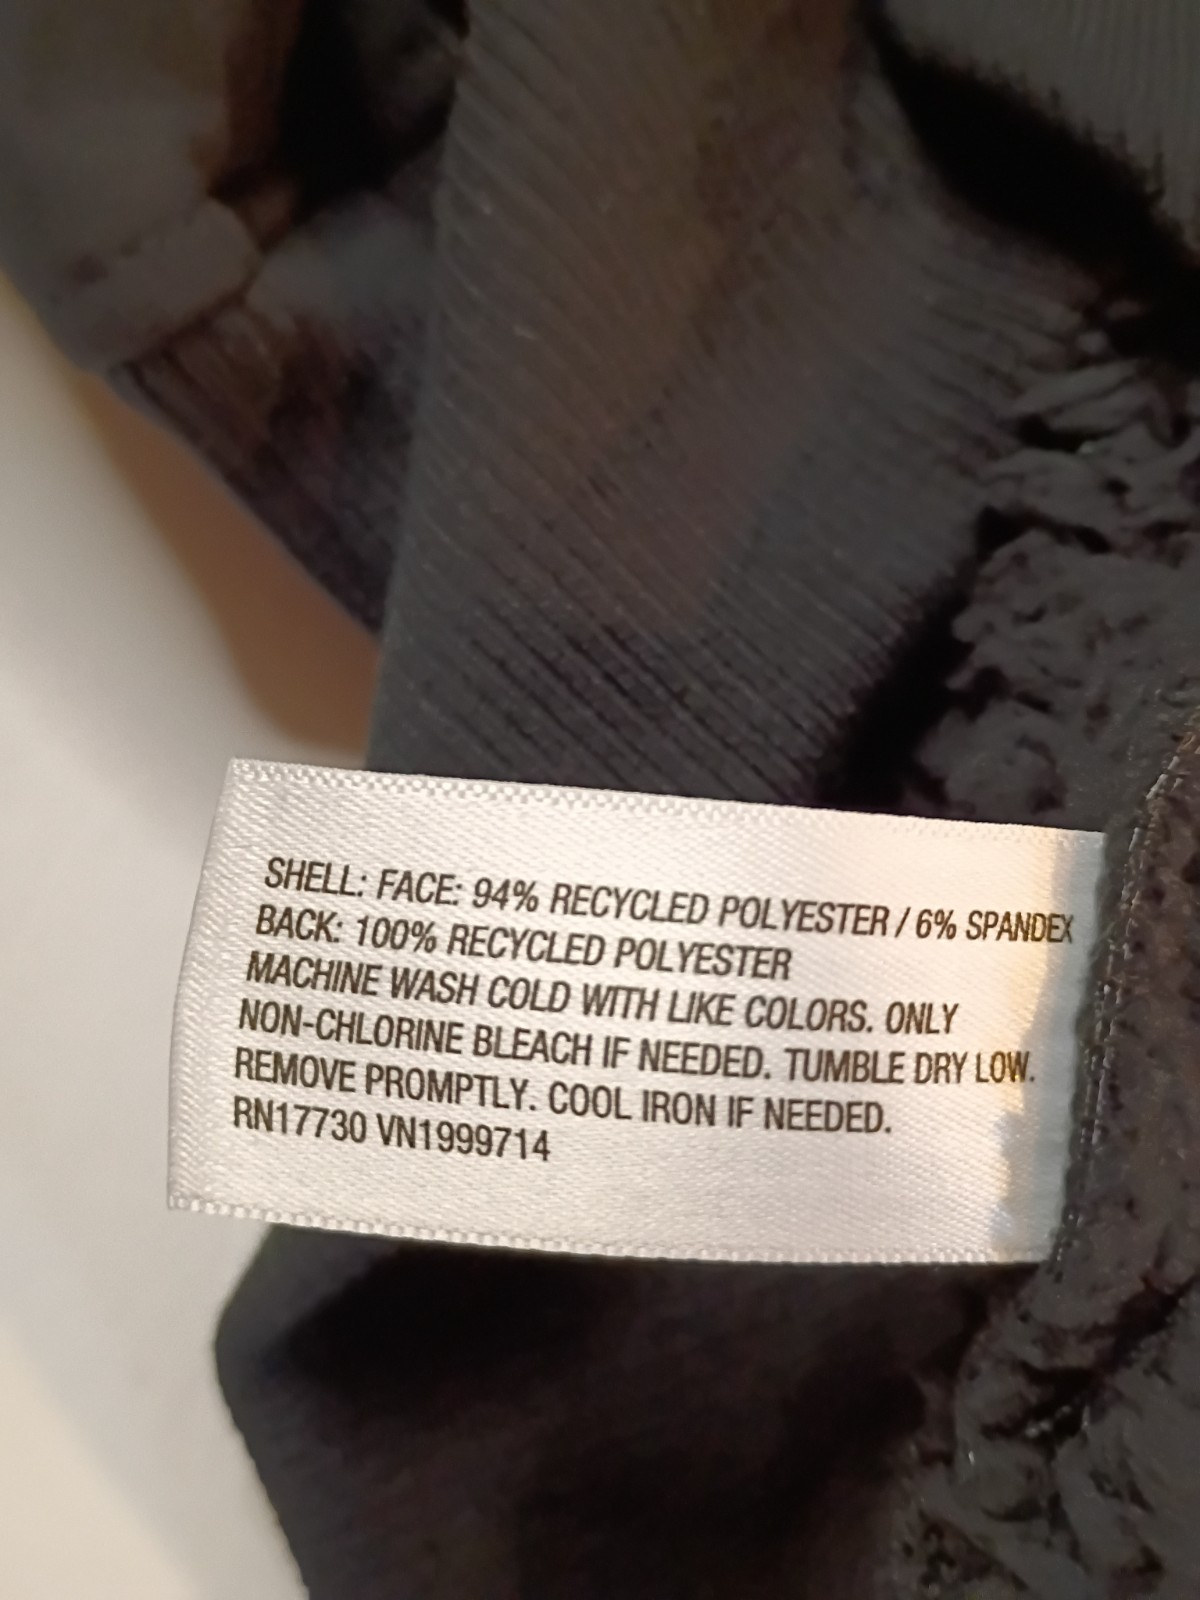 SHELL: FACE: 94% RECYCLED POLYESTER / 6% SPANDEX
BACK: 100% RECYCLED POLYESTER
MACHINE WASH COLD WITH LIKE COLORS. ONLY
NON-CHLORINE BLEACH IF NEEDED. TUMBLE DRY LOW.
REMOVE PROMPTLY. COOL IRON IF NEEDED.
RN17730 VN1999714